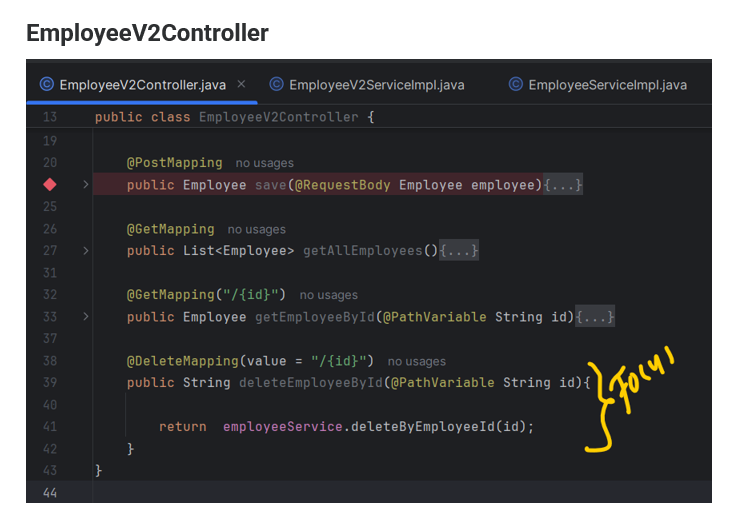 EmployeeV2Controller
EmployeeV2Controller.java × EmployeeV2ServiceImpl.java EmployeeServiceImpl.java
13 public class EmployeeV2Controller {
19
20 @PostMapping no usages
public Employee save(@RequestBody Employee employee){...}
25
26 @GetMapping no usages
27 public List<Employee> getAllEmployees(){...}
31
32 @GetMapping("/{id}") no usages
33 public Employee getEmployeeById(@PathVariable String id){...}
37
38 @DeleteMapping(value = "/{id}") no usages
39 public String deleteEmployeeById(@PathVariable String id){
40
41 return employeeService.deleteByEmployeeId(id);
42 }
43 }
44